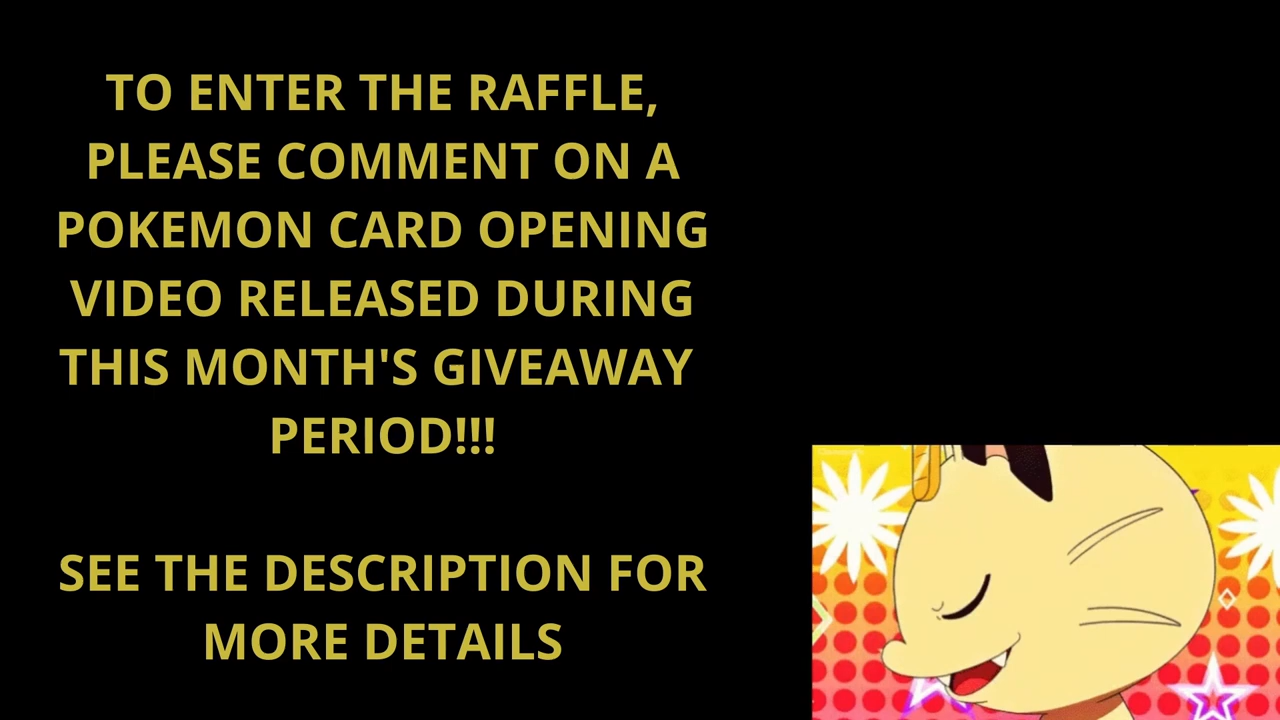 TO ENTER THE RAFFLE,
PLEASE COMMENT ON A
POKEMON CARD OPENING
VIDEO RELEASED DURING
THIS MONTH'S GIVEAWAY
PERIOD!!!
SEE THE DESCRIPTION FOR
MORE DETAILS